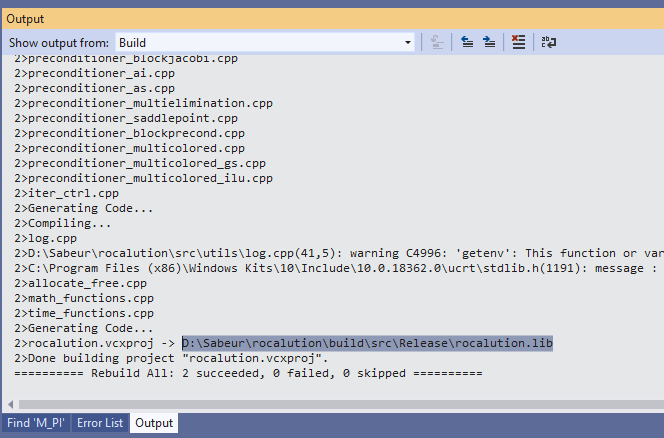 Output
Show output from: Build
2>preconditioner_blockjacobi.cpp
2>preconditioner_ai.cpp
2>preconditioner_as.cpp
2>preconditioner_multielimination.cpp
2>preconditioner_saddlepoint.cpp
2>preconditioner_blockprecond.cpp
2>preconditioner_multicolored.cpp
2>preconditioner_multicolored_gs.cpp
2>preconditioner_multicolored_ilu.cpp
2>iter_ctrl.cpp
2>Generating Code...
2>Compiling...
2>log.cpp
2>D:\Sabeur\rocalution\src\utils\log.cpp(41,5): warning C4996: 'getenv': This function or var
2>C:\Program Files (x86)\Windows Kits\10\Include\10.0.18362.0\ucrt\stdlib.h(1191): message :
2>allocate_free.cpp
2>math_functions.cpp
2>time_functions.cpp
2>Generating Code...
2>rocalution.vcxproj -> D:\Sabeur\rocalution\build\src\Release\rocalution.lib
2>Done building project "rocalution.vcxproj".
========== Rebuild All: 2 succeeded, 0 failed, 0 skipped ==========
Find 'M_PI' Error List Output